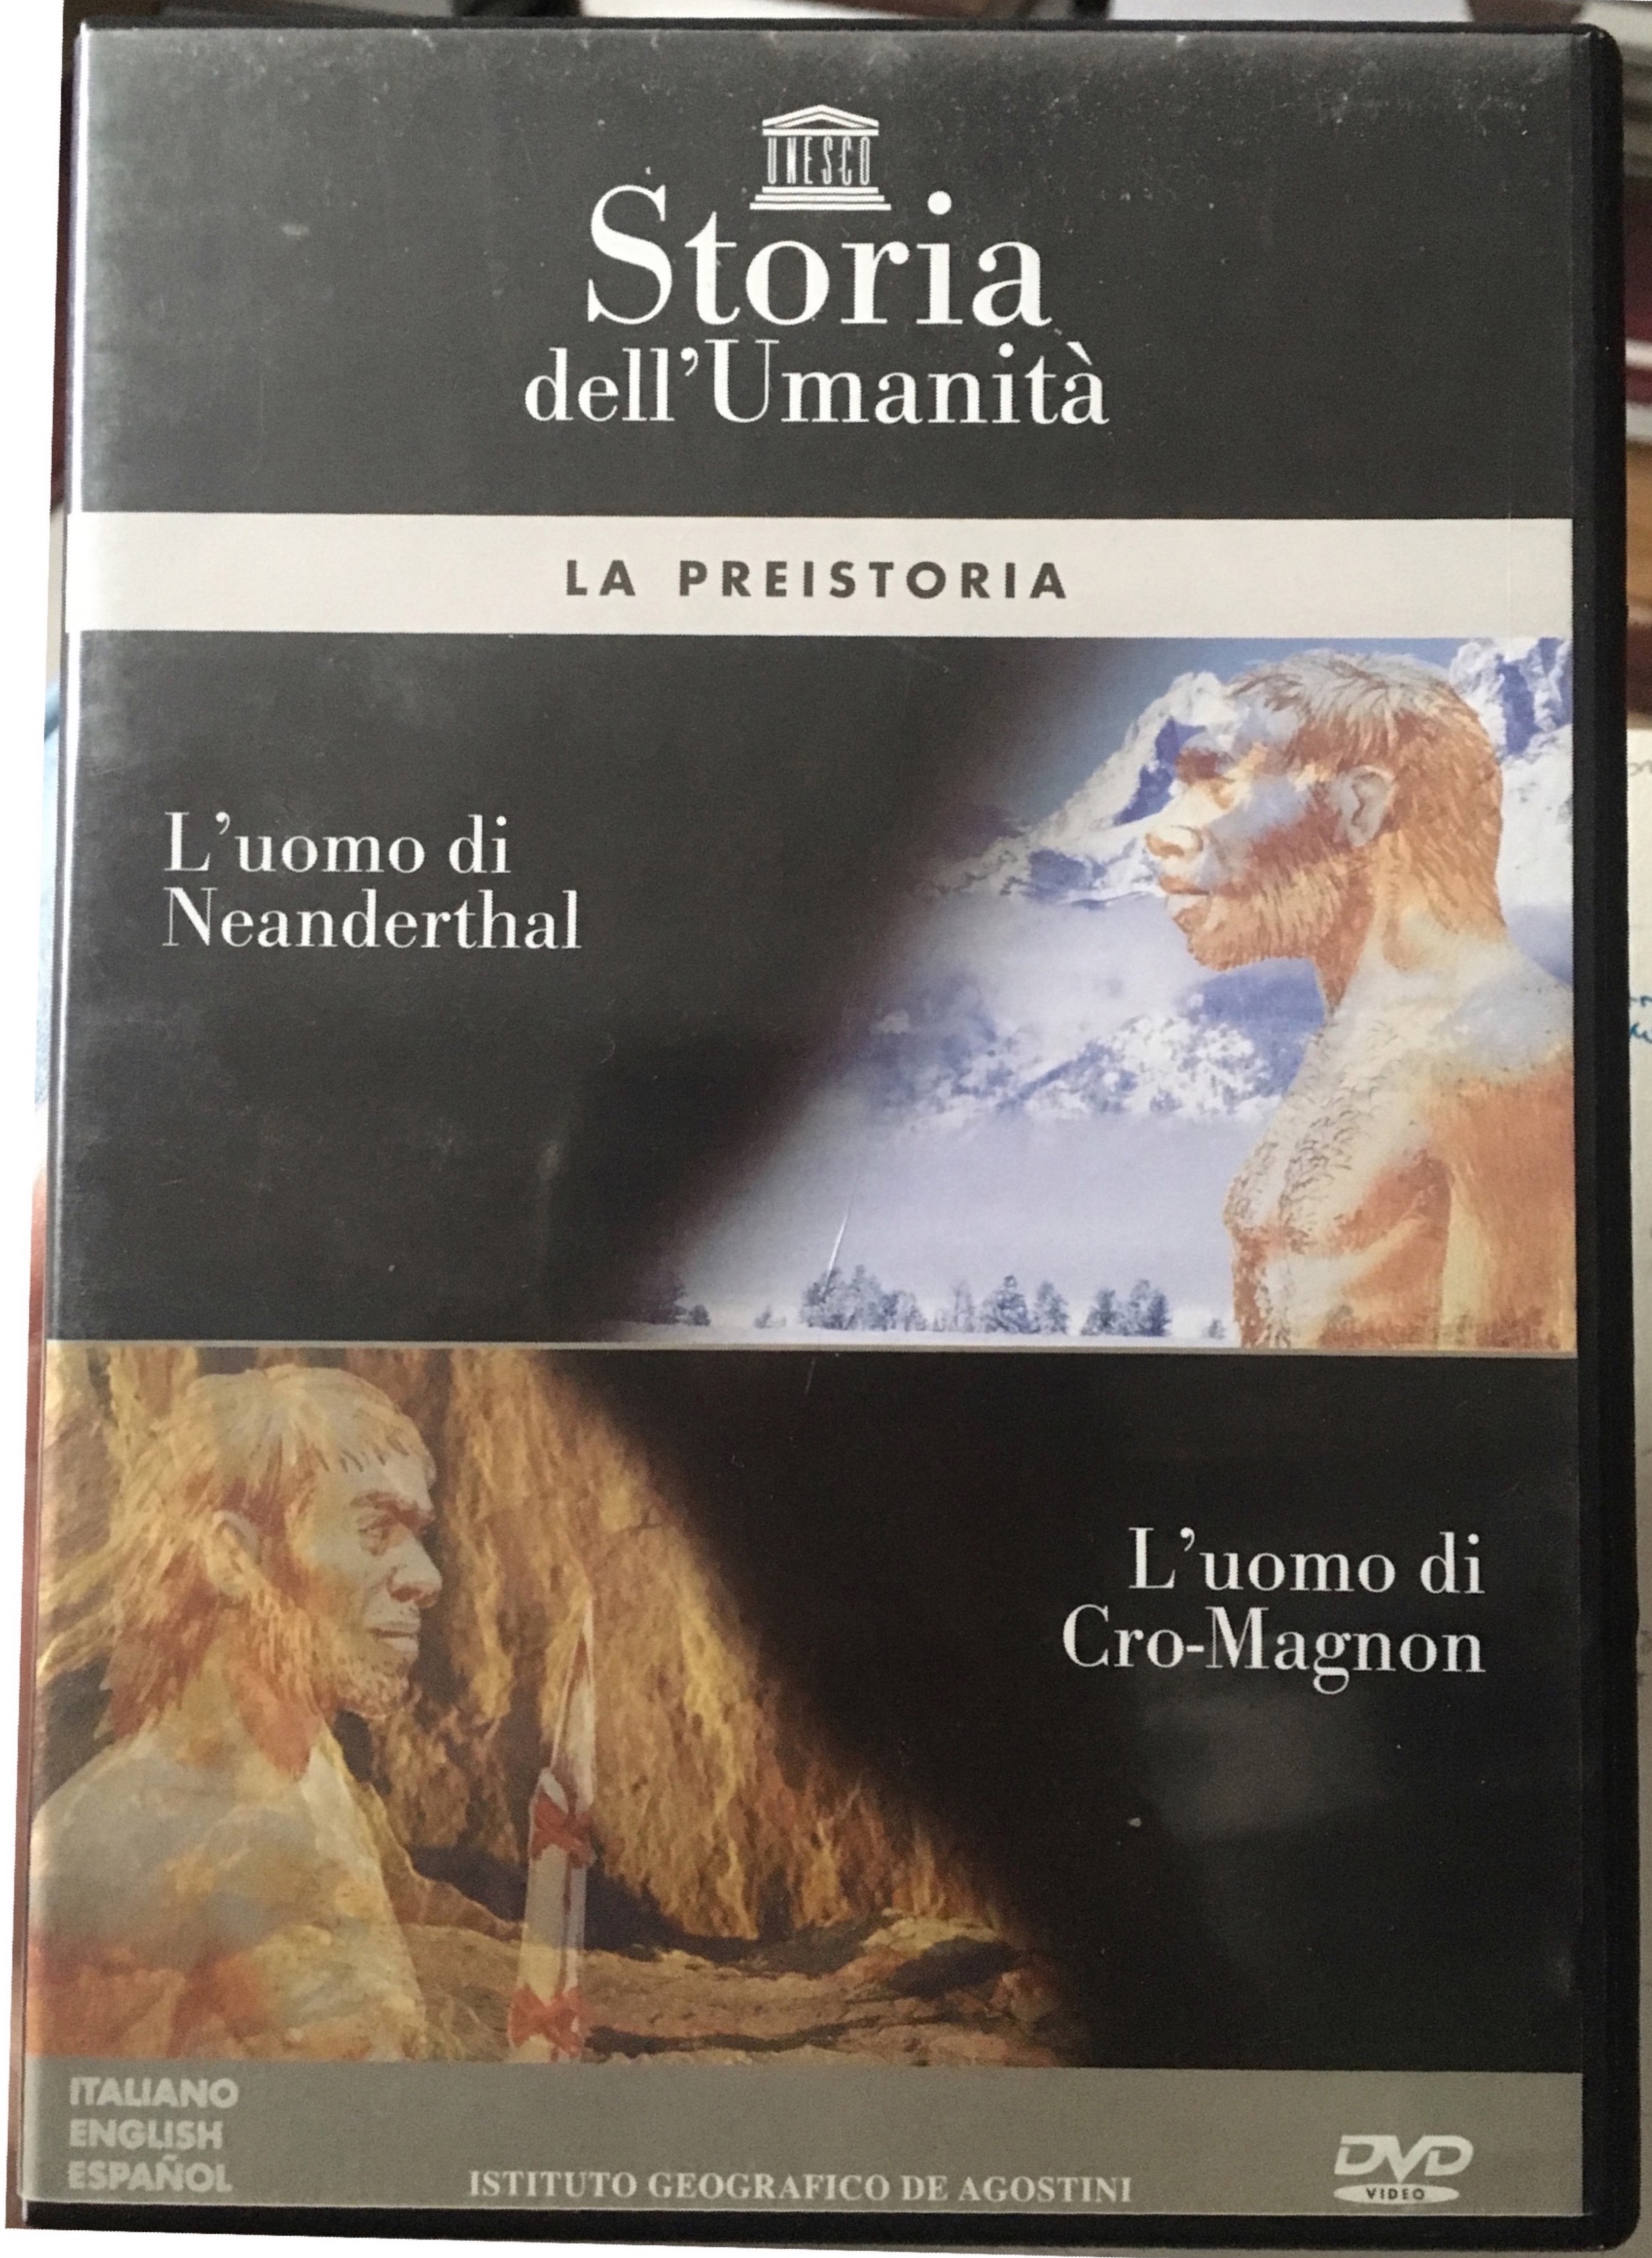 UNESCO
Storia
dell'Umanità
LA PREISTORIA
L'uomo di
Neanderthal
L'uomo di
Cro-Magnon
ITALIANO
ENGLISH
ESPAÑOL
ISTITUTO GEOGRAFICO DE AGOSTINI
DVD
VIDEO